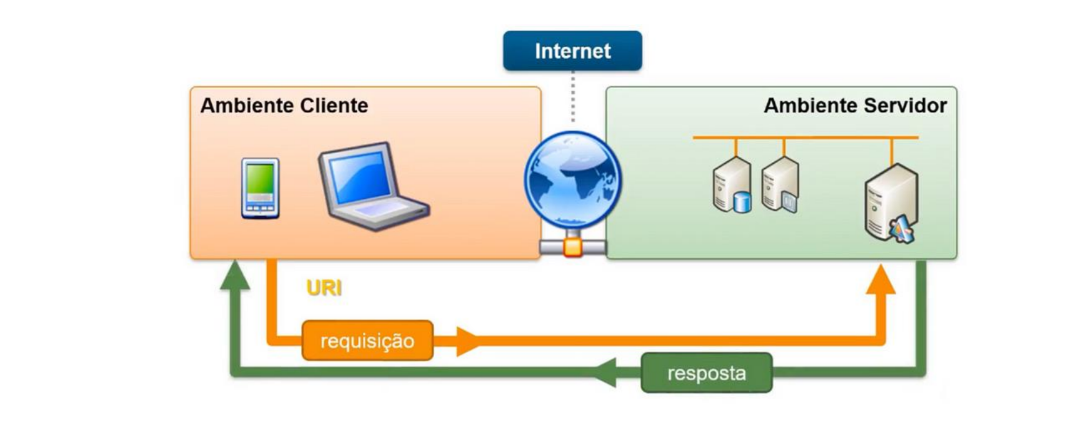 Internet
Ambiente Cliente
Ambiente Servidor
URI
requisição
resposta